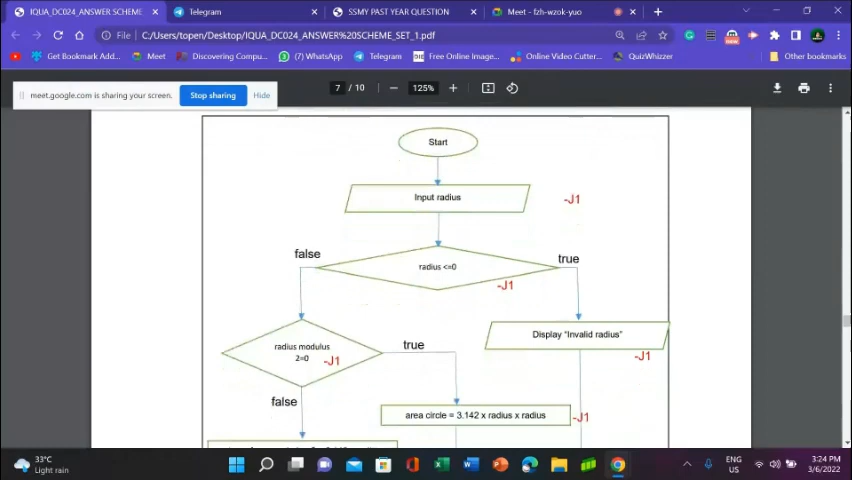 IQUA_DC024_ANSWER SCHEME
Telegram
SSMY PAST YEAR QUESTION
Meet - fzh-wzok-yuo
File
C:/Users/topen/Desktop/IQUA_DC024_ANSWER%20SCHEME_SET_1.pdf
Get Bookmark Add...
Meet
Discovering Compu...
(7) WhatsApp
Telegram
Free Online Image...
Online Video Cutter...
QuizWhizzer
Other bookmarks
meet.google.com is sharing your screen.
Stop sharing
Hide
7 / 10
125%
Start
Input radius
-J1
false
true
radius <=0
-J1
Display "Invalid radius"
-J1
radius modulus
2=0
-J1
true
false
area circle = 3.142 x radius x radius
-J1
33°C
Light rain
ENG
US
3:24 PM
3/6/2022